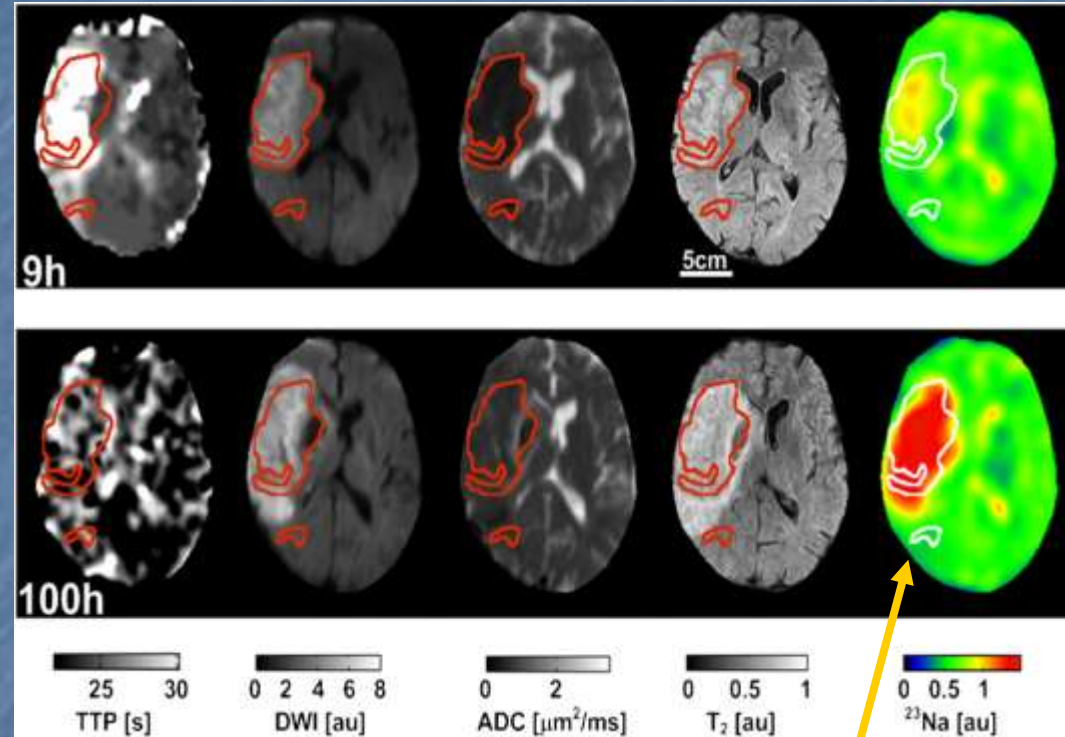 9h
5cm
100h
25 30
TTP [s]
0 2 4 6 8
DWI [au]
0 2
ADC [μm²/ms]
0 0.5 1
T₂ [au]
0 0.5 1
²³Na [au]